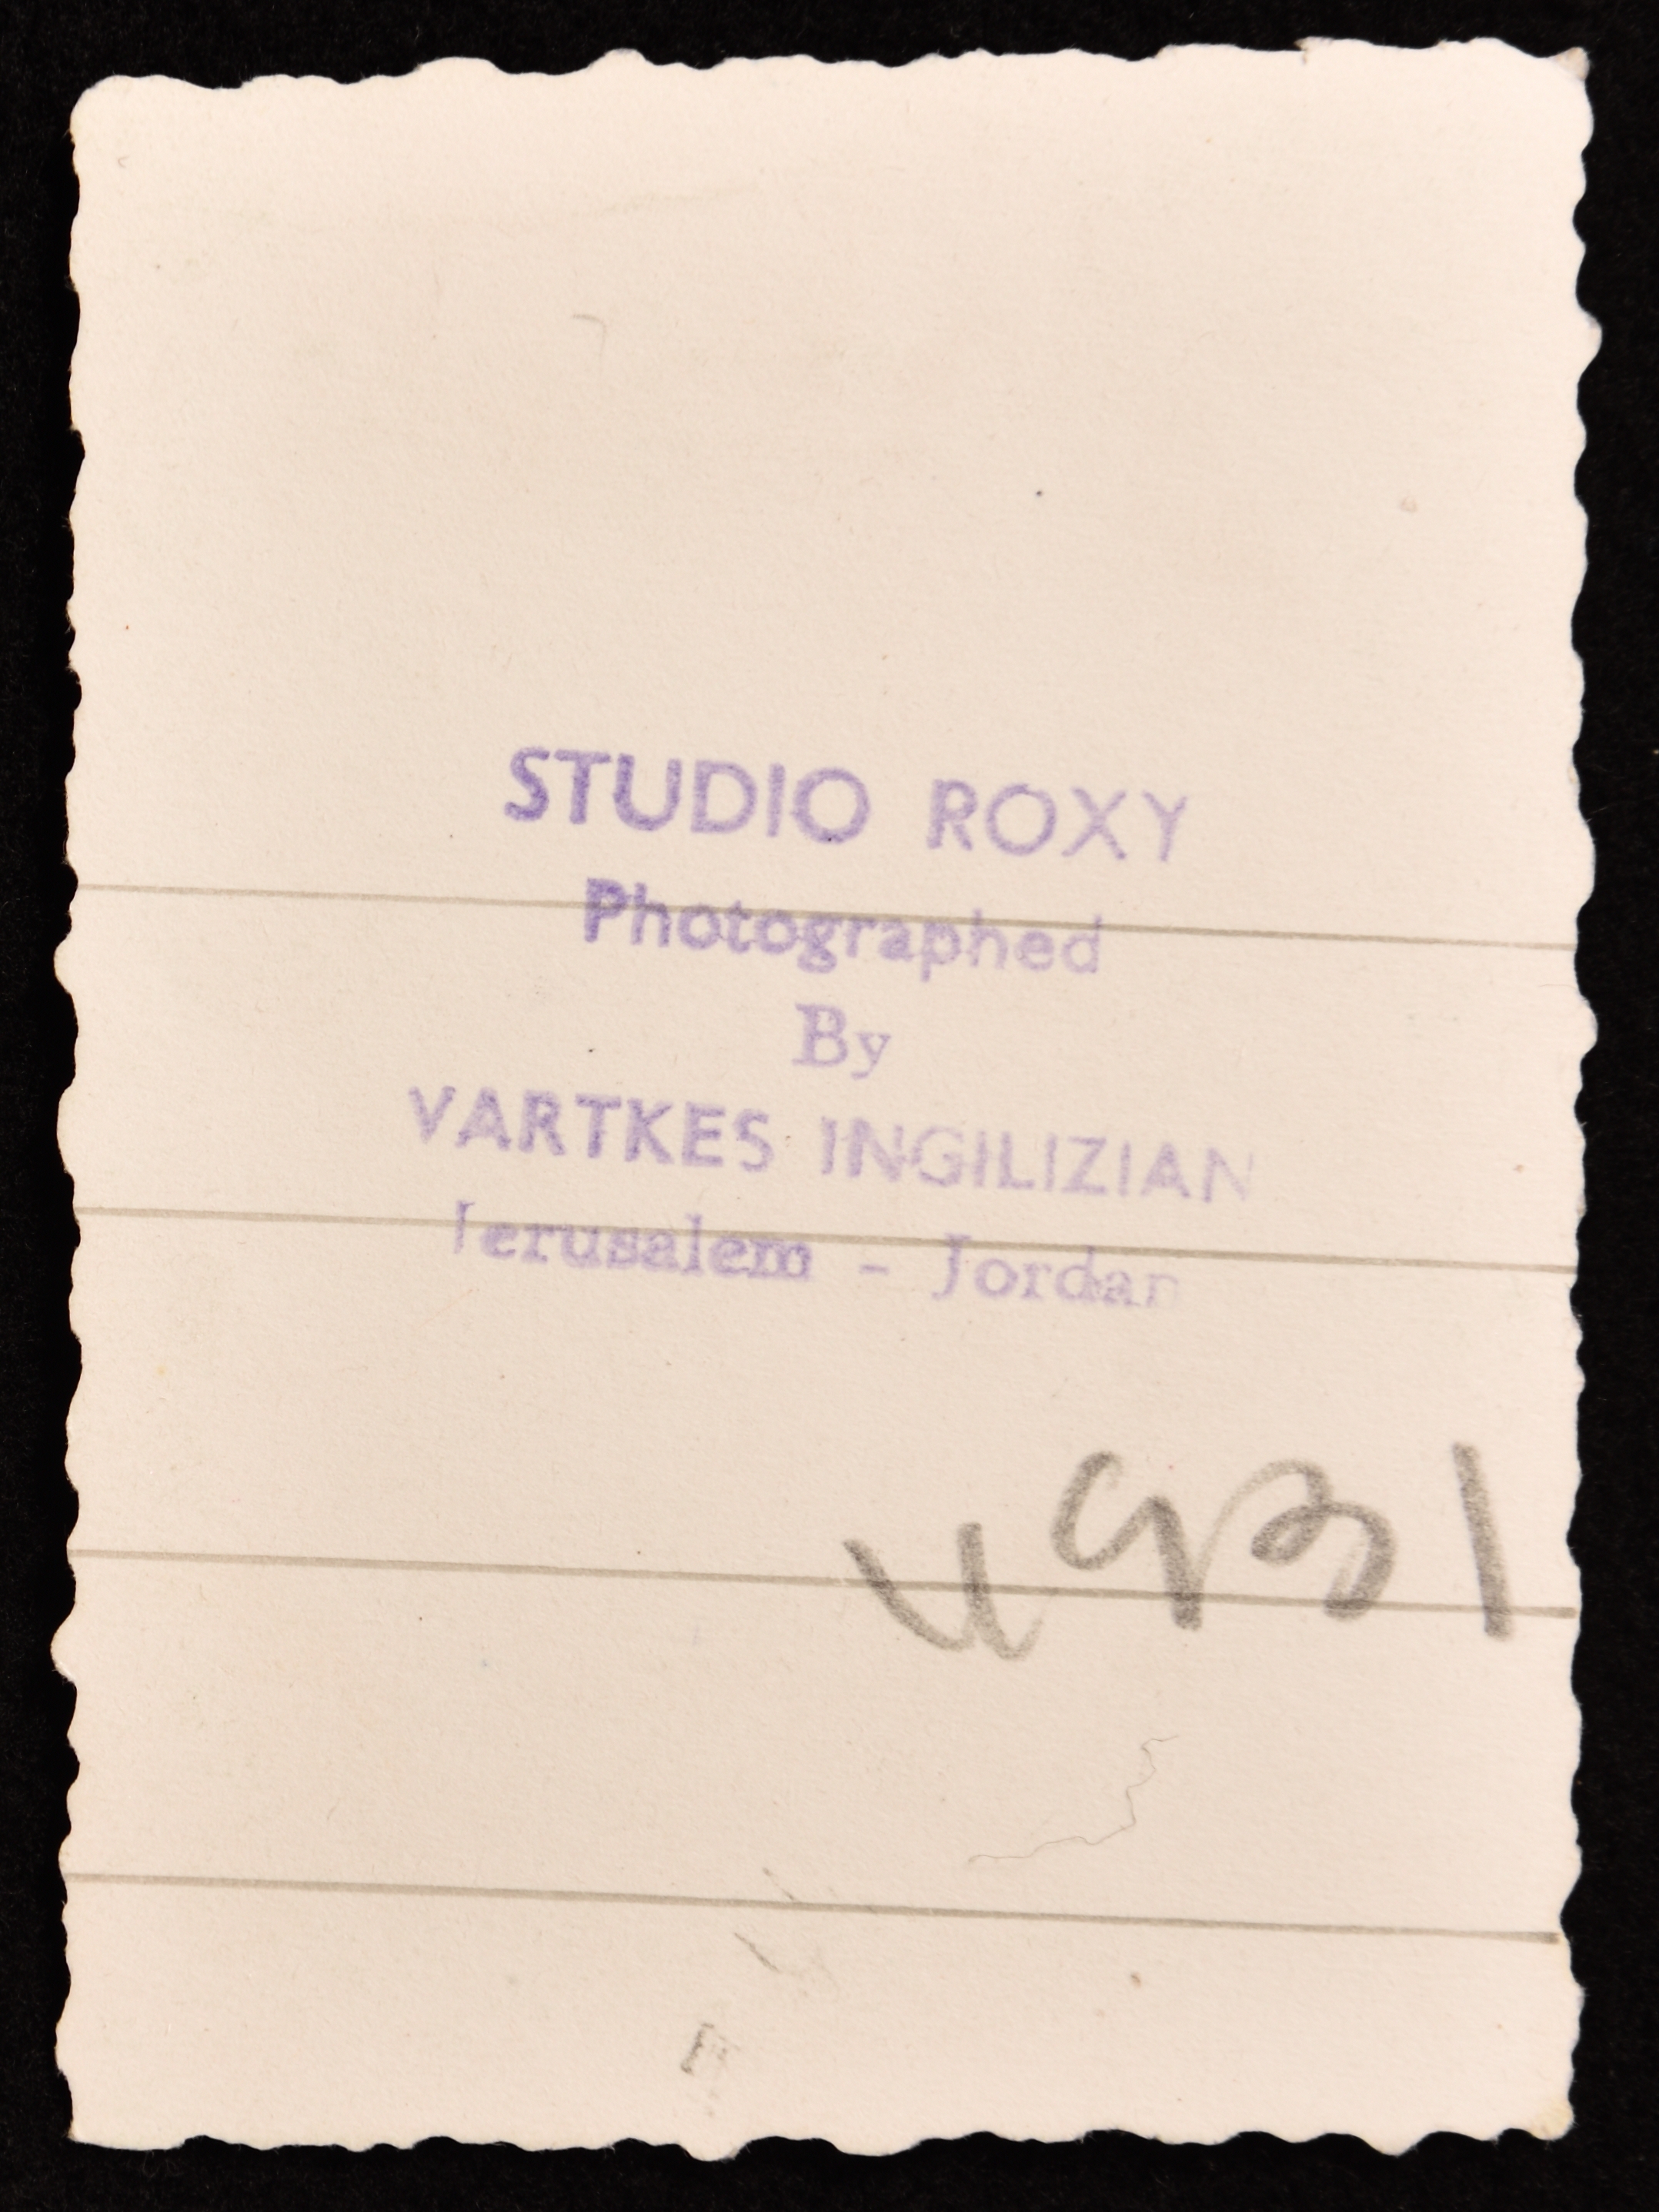 STUDIO ROXY
Photographed
By
VARTKES INGILIZIAN
Jerusalem - Jordan